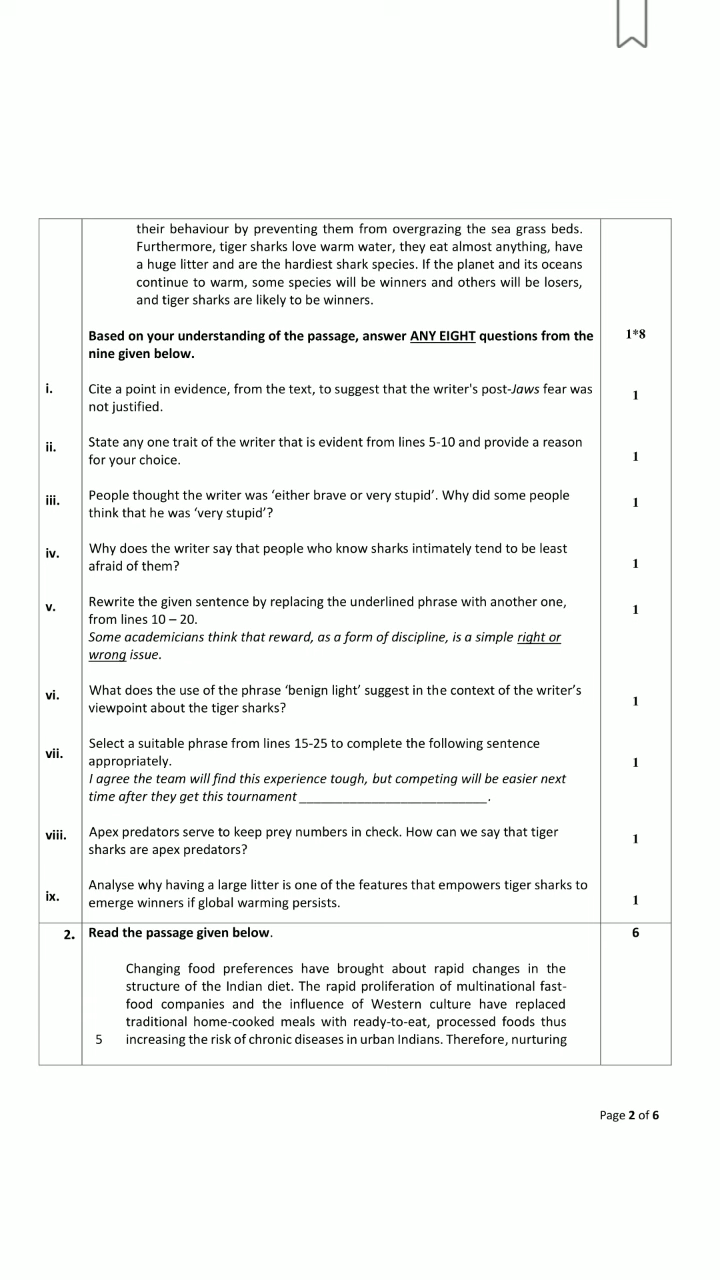 their behaviour by preventing them from overgrazing the sea grass beds.
Furthermore, tiger sharks love warm water, they eat almost anything, have
a huge litter and are the hardiest shark species. If the planet and its oceans
continue to warm, some species will be winners and others will be losers,
and tiger sharks are likely to be winners.
Based on your understanding of the passage, answer ANY EIGHT questions from the
nine given below.
1*8
i.
Cite a point in evidence, from the text, to suggest that the writer's post-Jaws fear was
not justified.
1
ii.
State any one trait of the writer that is evident from lines 5-10 and provide a reason
for your choice.
1
iii.
People thought the writer was ‘either brave or very stupid’. Why did some people
think that he was ‘very stupid’?
1
iv.
Why does the writer say that people who know sharks intimately tend to be least
afraid of them?
1
v.
Rewrite the given sentence by replacing the underlined phrase with another one,
from lines 10 – 20.
Some academicians think that reward, as a form of discipline, is a simple right or
wrong issue.
1
vi.
What does the use of the phrase ‘benign light’ suggest in the context of the writer’s
viewpoint about the tiger sharks?
1
vii.
Select a suitable phrase from lines 15-25 to complete the following sentence
appropriately.
I agree the team will find this experience tough, but competing will be easier next
time after they get this tournament ____________________________.
1
viii.
Apex predators serve to keep prey numbers in check. How can we say that tiger
sharks are apex predators?
1
ix.
Analyse why having a large litter is one of the features that empowers tiger sharks to
emerge winners if global warming persists.
1
2.
Read the passage given below.
6
Changing food preferences have brought about rapid changes in the
structure of the Indian diet. The rapid proliferation of multinational fast-
food companies and the influence of Western culture have replaced
traditional home-cooked meals with ready-to-eat, processed foods thus
5 increasing the risk of chronic diseases in urban Indians. Therefore, nurturing
Page 2 of 6